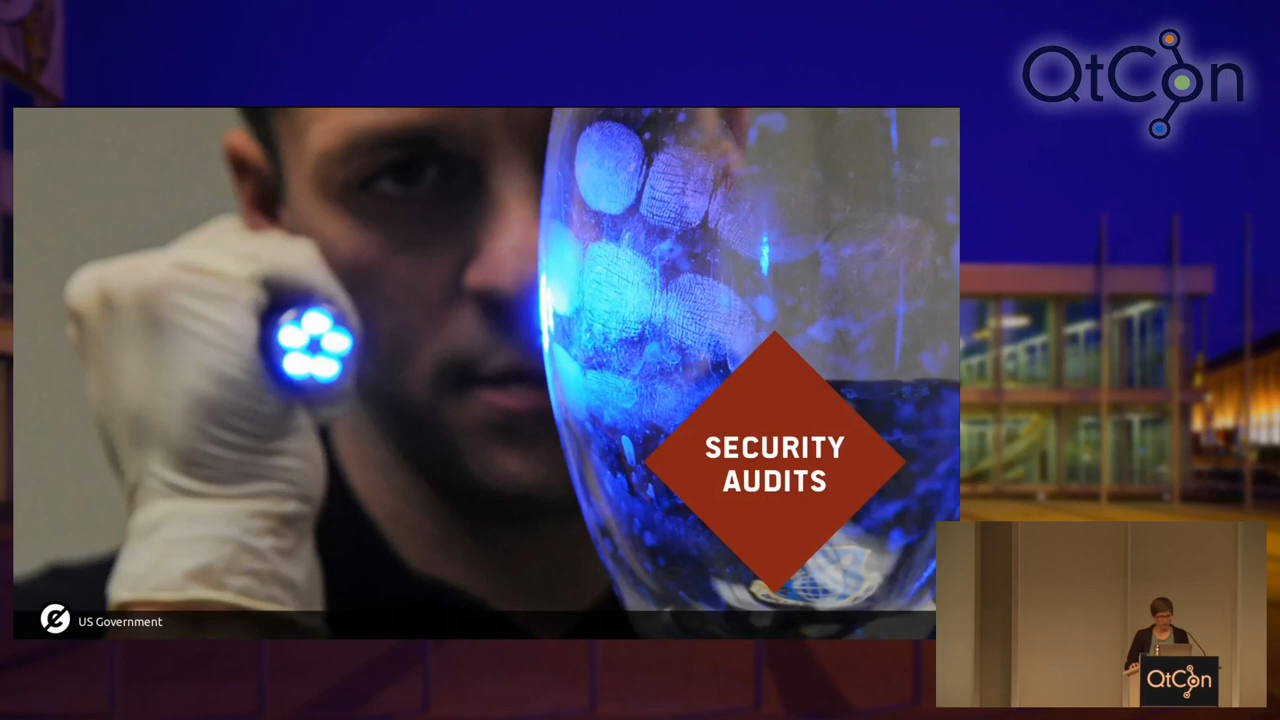 QtCon
SECURITY
AUDITS
US Government
QtCon